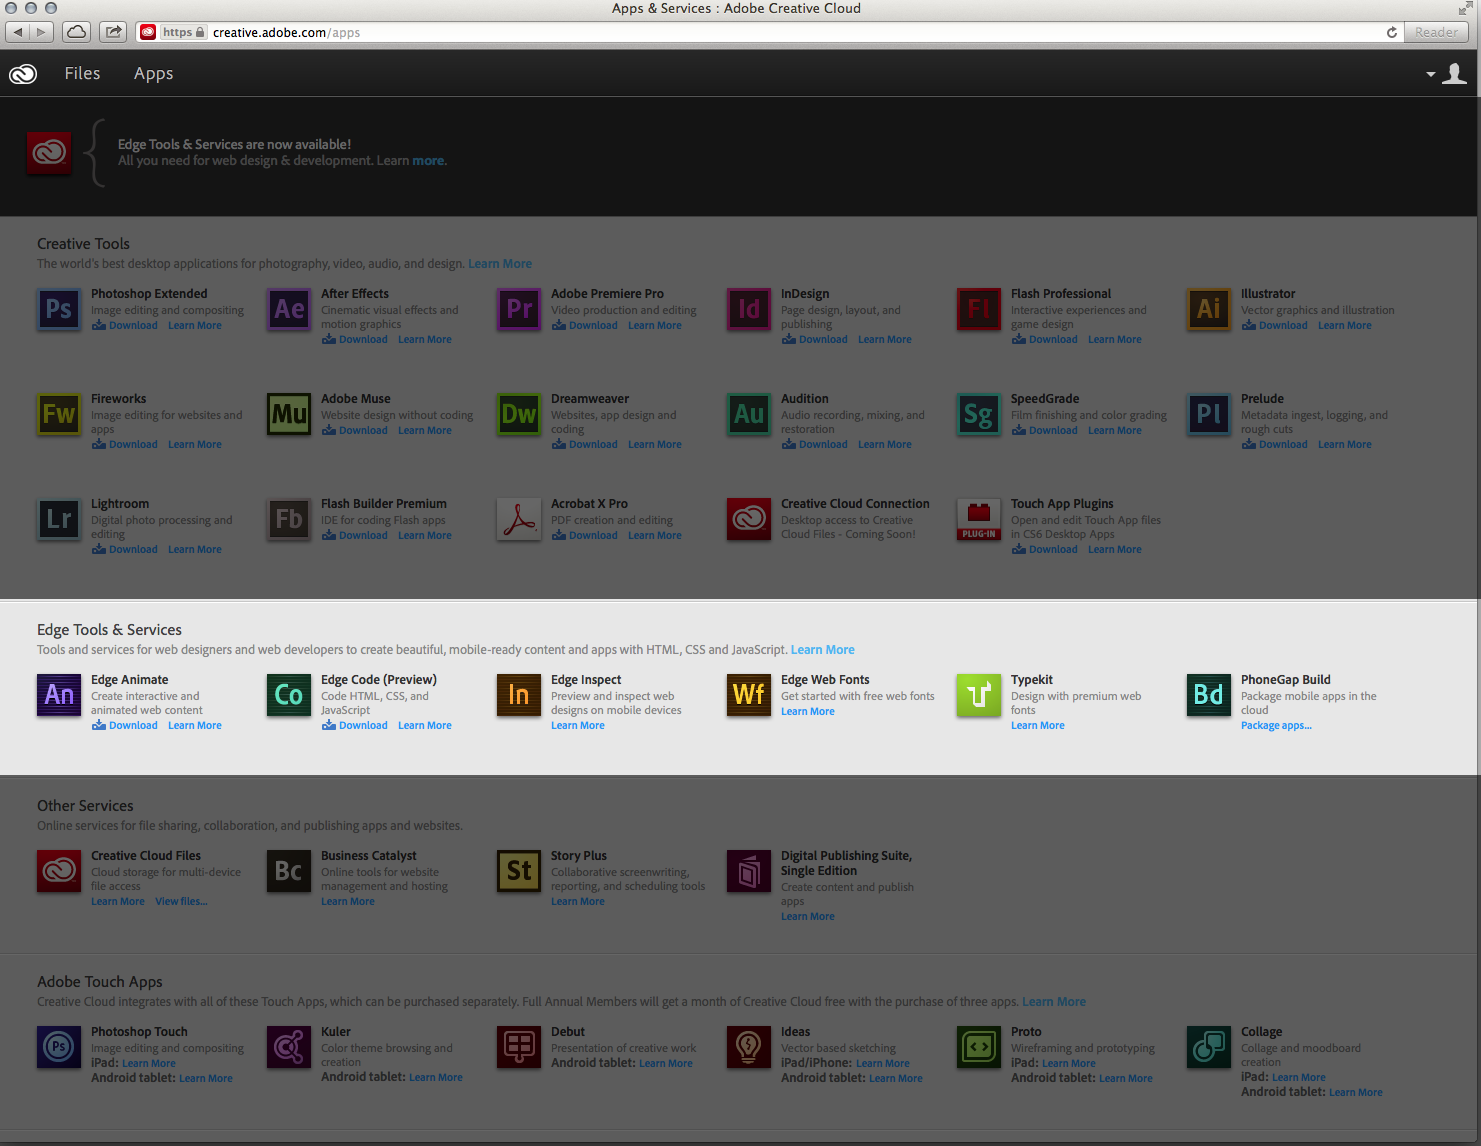 Apps & Services : Adobe Creative Cloud
https creative.adobe.com/apps Reader
Files Apps
Edge Tools & Services are now available!
All you need for web design & development. Learn more.
Creative Tools
The world's best desktop applications for photography, video, audio, and design. Learn More
Ps
Photoshop Extended
Image editing and compositing
Download Learn More
Ae
After Effects
Cinematic visual effects and
motion graphics
Download Learn More
Pr
Adobe Premiere Pro
Video production and editing
Download Learn More
Id
InDesign
Page design, layout, and
publishing
Download Learn More
Fl
Flash Professional
Interactive experiences and
game design
Download Learn More
Ai
Illustrator
Vector graphics and illustration
Download Learn More
Fw
Fireworks
Image editing for websites and
apps
Download Learn More
Mu
Adobe Muse
Website design without coding
Download Learn More
Dw
Dreamweaver
Websites, app design and
coding
Download Learn More
Au
Audition
Audio recording, mixing, and
restoration
Download Learn More
Sg
SpeedGrade
Film finishing and color grading
Download Learn More
Pl
Prelude
Metadata ingest, logging, and
rough cuts
Download Learn More
Lr
Lightroom
Digital photo processing and
editing
Download Learn More
Fb
Flash Builder Premium
IDE for coding Flash apps
Download Learn More
Acrobat X Pro
PDF creation and editing
Download Learn More
Creative Cloud Connection
Desktop access to Creative
Cloud Files - Coming Soon!
PLUG-IN
Touch App Plugins
Open and edit Touch App files
in CS6 Desktop Apps
Download Learn More
Edge Tools & Services
Tools and services for web designers and web developers to create beautiful, mobile-ready content and apps with HTML, CSS and JavaScript. Learn More
An
Edge Animate
Create interactive and
animated web content
Download Learn More
Co
Edge Code (Preview)
Code HTML, CSS, and
JavaScript
Download Learn More
In
Edge Inspect
Preview and inspect web
designs on mobile devices
Learn More
Wf
Edge Web Fonts
Get started with free web fonts
Learn More
Typekit
Design with premium web
fonts
Learn More
Bd
PhoneGap Build
Package mobile apps in the
cloud
Package apps...
Other Services
Online services for file sharing, collaboration, and publishing apps and websites.
Creative Cloud Files
Cloud storage for multi-device
file access
Learn More View files...
Bc
Business Catalyst
Online tools for website
management and hosting
Learn More
St
Story Plus
Collaborative screenwriting,
reporting, and scheduling tools
Learn More
Digital Publishing Suite,
Single Edition
Create content and publish
apps
Learn More
Adobe Touch Apps
Creative Cloud integrates with all of these Touch Apps, which can be purchased separately. Full Annual Members will get a month of Creative Cloud free with the purchase of three apps. Learn More
Ps
Photoshop Touch
Image editing and compositing
iPad: Learn More
Android tablet: Learn More
Kuler
Color theme browsing and
creation
Android tablet: Learn More
Debut
Presentation of creative work
Android tablet: Learn More
Ideas
Vector based sketching
iPad/iPhone: Learn More
Android tablet: Learn More
Proto
Wireframing and prototyping
iPad: Learn More
Android tablet: Learn More
Collage
Collage and moodboard
creation
iPad: Learn More
Android tablet: Learn More